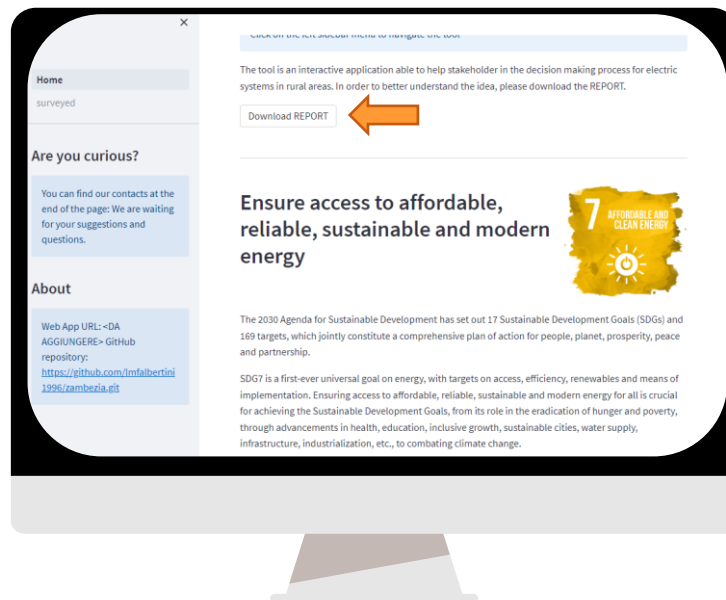 ×
Click on the left sidebar menu to navigate the tool
Home
surveyed
Are you curious?
You can find our contacts at the
end of the page: We are waiting
for your suggestions and
questions.
About
Web App URL: <DA
AGGIUNGERE> GitHub
repository:
https://github.com/lmfalbertini
1996/zambezia.git
The tool is an interactive application able to help stakeholder in the decision making process for electric
systems in rural areas. In order to better understand the idea, please download the REPORT.
Download REPORT
Ensure access to affordable,
reliable, sustainable and modern
energy
7 AFFORDABLE AND
CLEAN ENERGY
The 2030 Agenda for Sustainable Development has set out 17 Sustainable Development Goals (SDGs) and
169 targets, which jointly constitute a comprehensive plan of action for people, planet, prosperity, peace
and partnership.
SDG7 is a first-ever universal goal on energy, with targets on access, efficiency, renewables and means of
implementation. Ensuring access to affordable, reliable, sustainable and modern energy for all is crucial
for achieving the Sustainable Development Goals, from its role in the eradication of hunger and poverty,
through advancements in health, education, inclusive growth, sustainable cities, water supply,
infrastructure, industrialization, etc., to combating climate change.